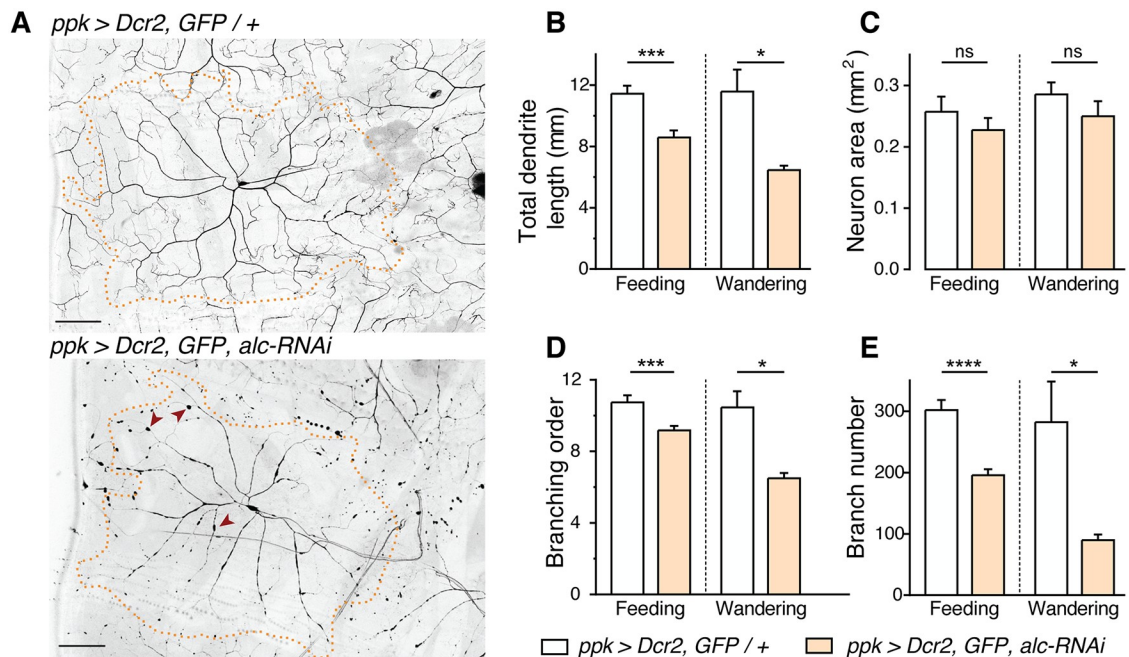 A
ppk > Dcr2, GFP / +
ppk > Dcr2, GFP, alc-RNAi
B
***
*
Total dendrite
length (mm)
12
8
4
0
Feeding
Wandering
C
ns
ns
Neuron area (mm²)
0.3
0.2
0.1
0.0
Feeding
Wandering
D
***
*
Branching order
12
8
4
0
Feeding
Wandering
E
****
*
Branch number
300
200
100
0
Feeding
Wandering
ppk > Dcr2, GFP / +
ppk > Dcr2, GFP, alc-RNAi